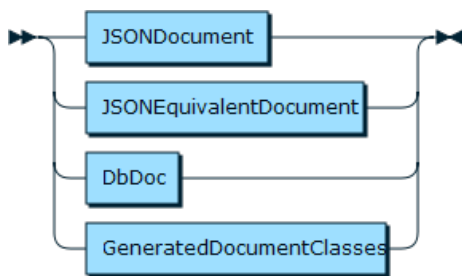 JSONDocument
JSONEquivalentDocument
DbDoc
GeneratedDocumentClasses